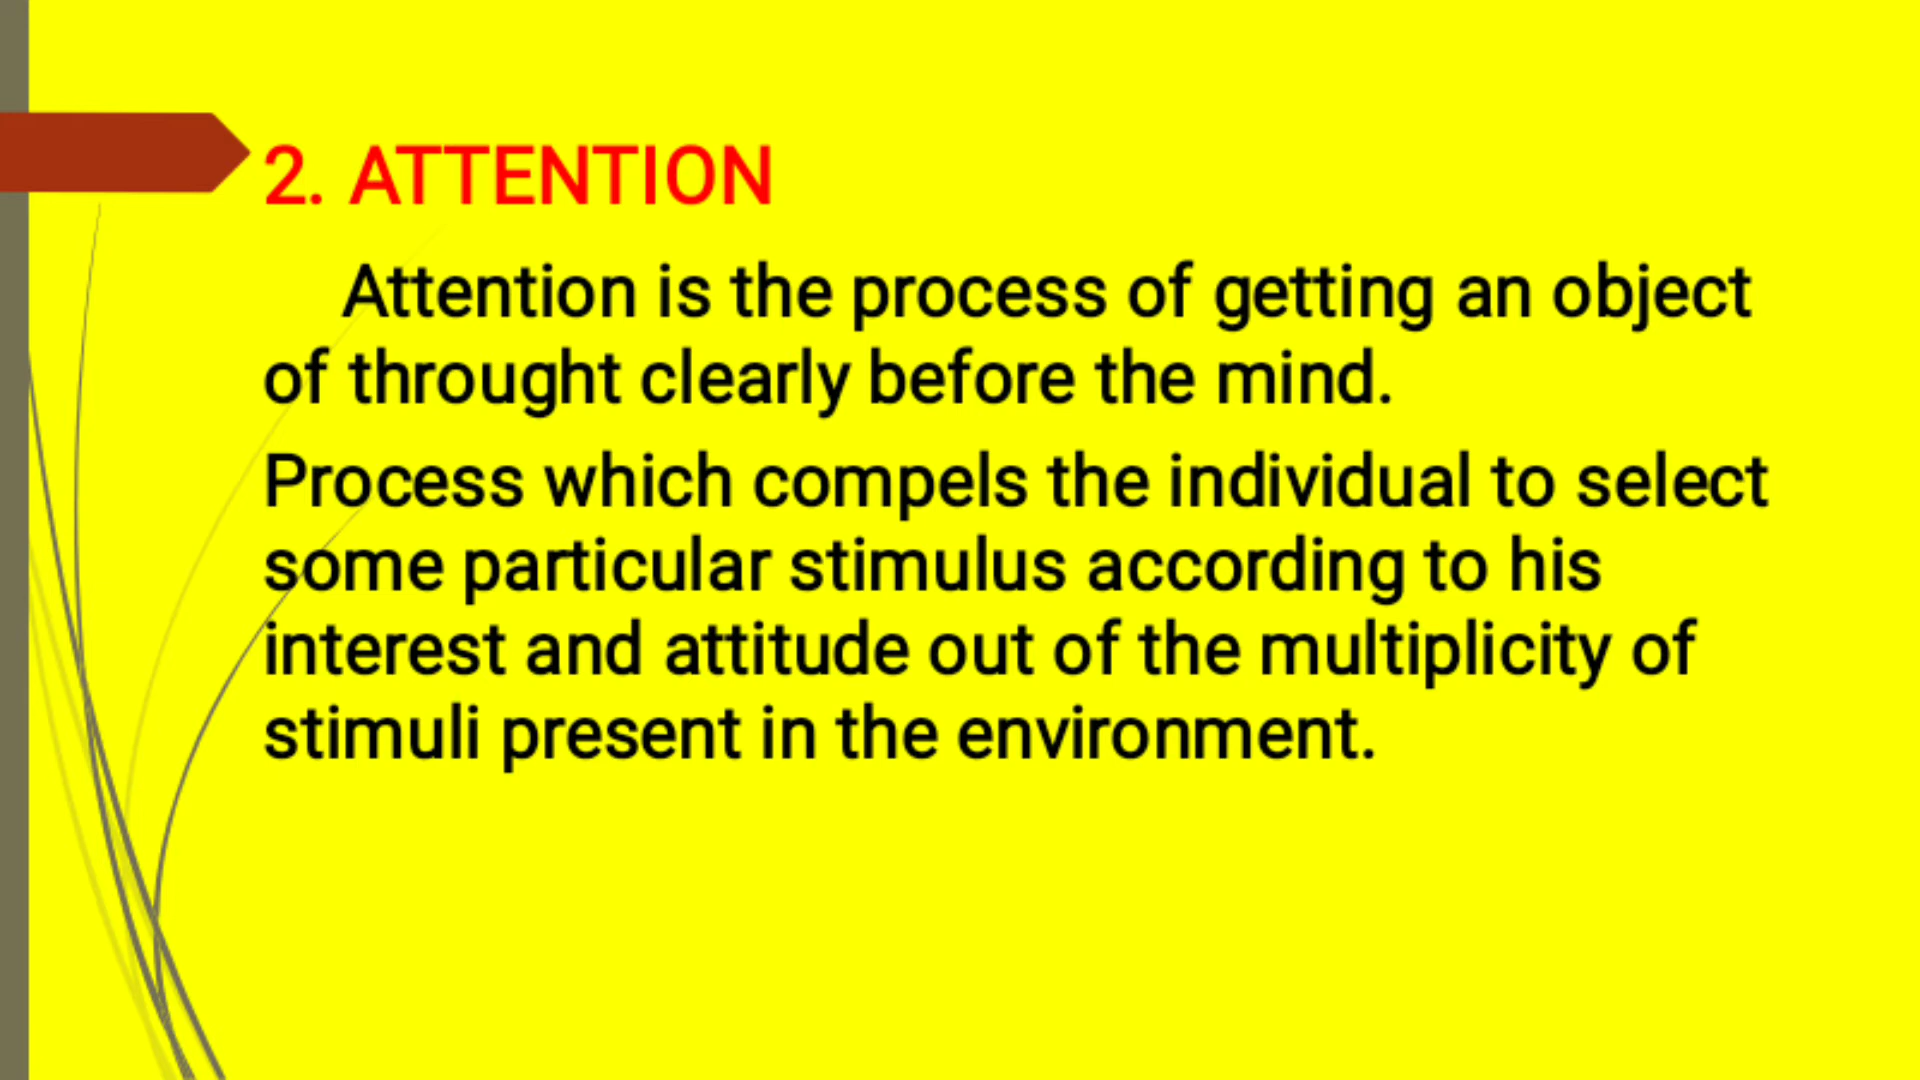 2. ATTENTION
Attention is the process of getting an object
of throught clearly before the mind.
Process which compels the individual to select
some particular stimulus according to his
interest and attitude out of the multiplicity of
stimuli present in the environment.